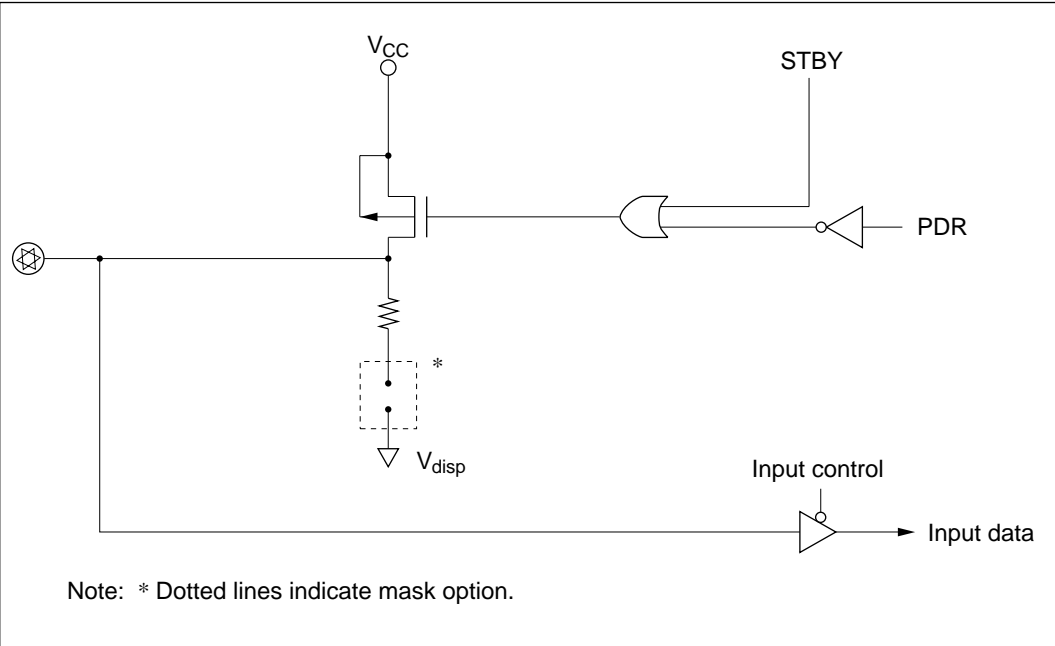 VCC
STBY
PDR
*
Vdisp
Input control
Input data
Note: * Dotted lines indicate mask option.